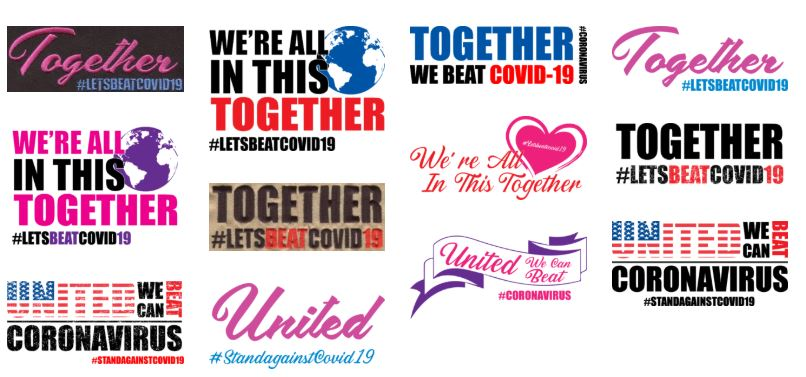 Together
#LETSBEATCOVID19
WE'RE ALL
IN THIS
TOGETHER
#LETSBEATCOVID19
UNITED
WE
CAN
BEAT
CORONAVIRUS
#STANDAGAINSTCOVID19
WE'RE ALL
IN THIS
TOGETHER
#LETSBEATCOVID19
TOGETHER
#LETSBEATCOVID19
United
#StandagainstCovid19
TOGETHER
WE BEAT COVID-19
#CORONAVIRUS
#letsbeatcovid19
We're All
In This Together
United We Can
Beat
#CORONAVIRUS
Together
#LETSBEATCOVID19
TOGETHER
#LETSBEATCOVID19
UNITED
WE
CAN
BEAT
CORONAVIRUS
#STANDAGAINSTCOVID19